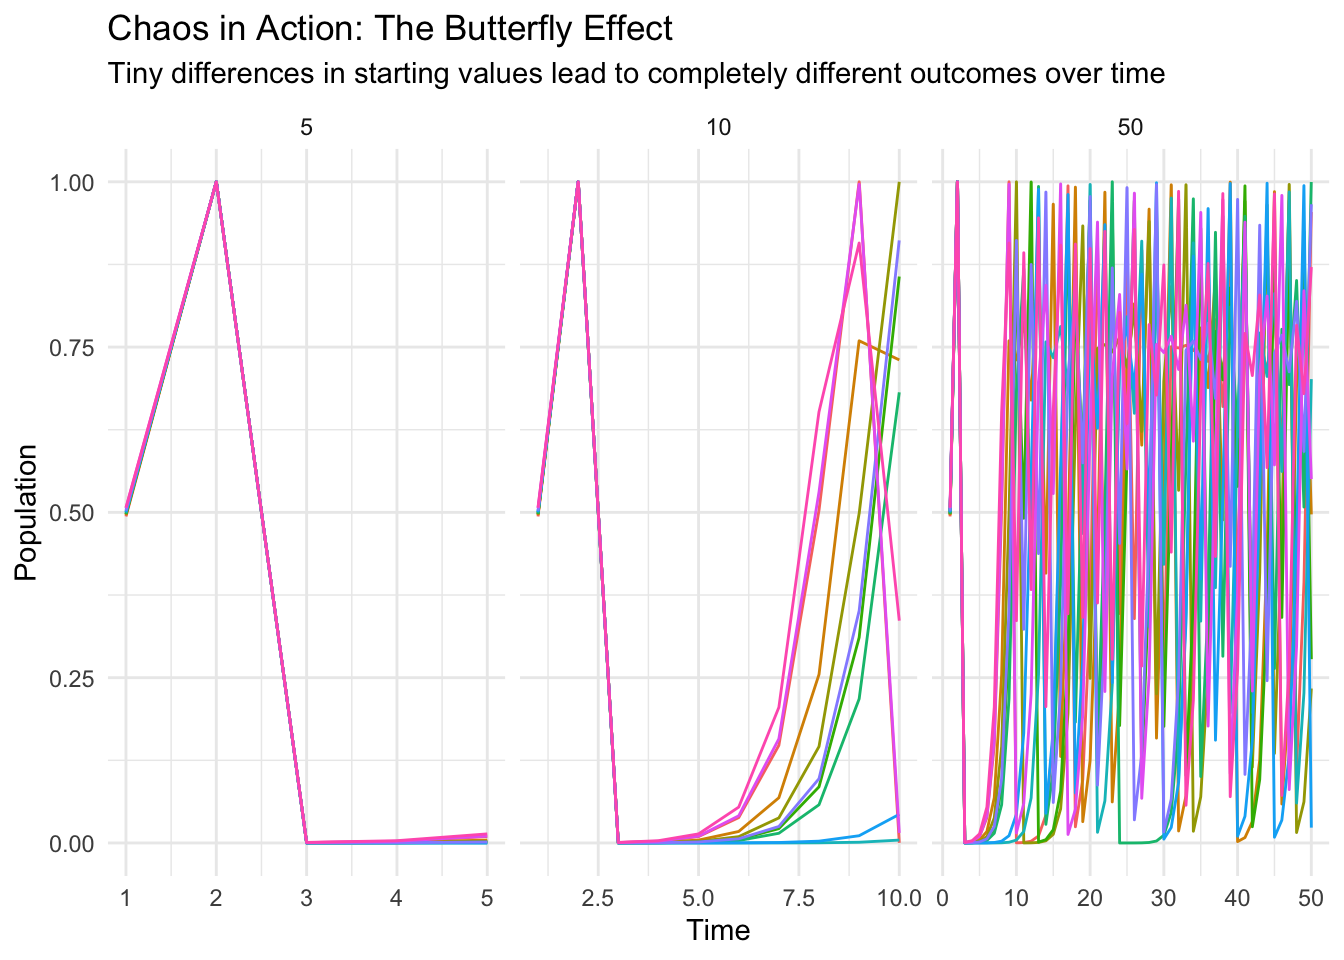 Chaos in Action: The Butterfly Effect
Tiny differences in starting values lead to completely different outcomes over time
5 10 50
1.00
0.75
0.50
0.25
0.00
Population
1 2 3 4 5 2.5 5.0 7.5 10.0 0 10 20 30 40 50
Time